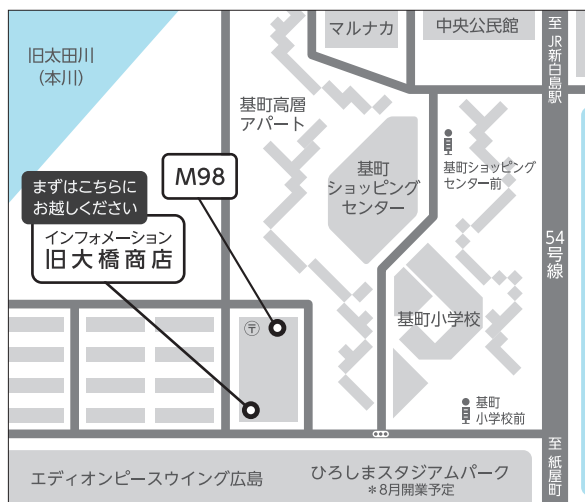 マルナカ
中央公民館
至
JR新白島駅
旧太田川
(本川)
基町高層
アパート
基町ショッピング
センター前
基町
ショッピング
センター
M98
まずはこちらに
お越しください
インフォメーション
旧大橋商店
54号線
基町小学校
〒
基町
小学校前
至
紙屋町
エディオンピースウイング広島
ひろしまスタジアムパーク
＊8月開業予定